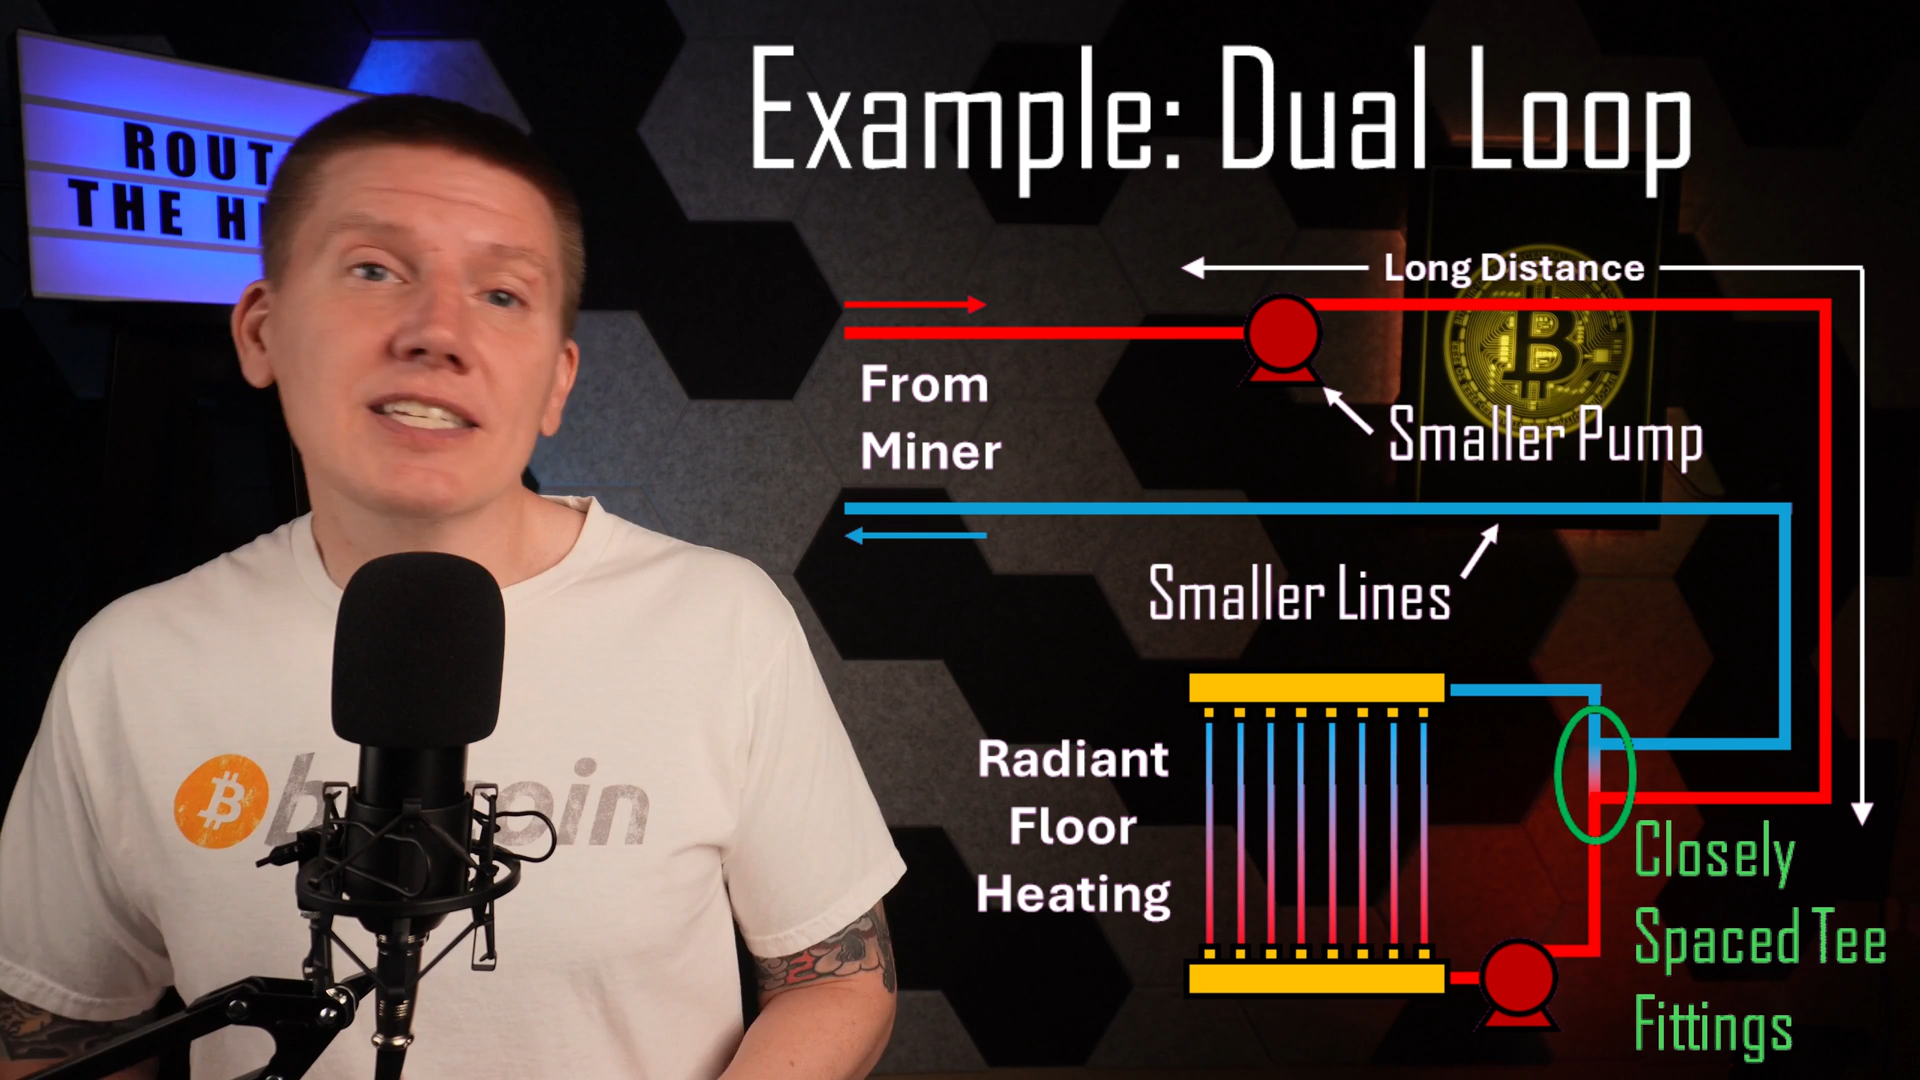 Example: Dual Loop
ROUT
THE H
Long Distance
From
Miner
Smaller Pump
Smaller Lines
Radiant
Floor
Heating
Closely
Spaced Tee
Fittings